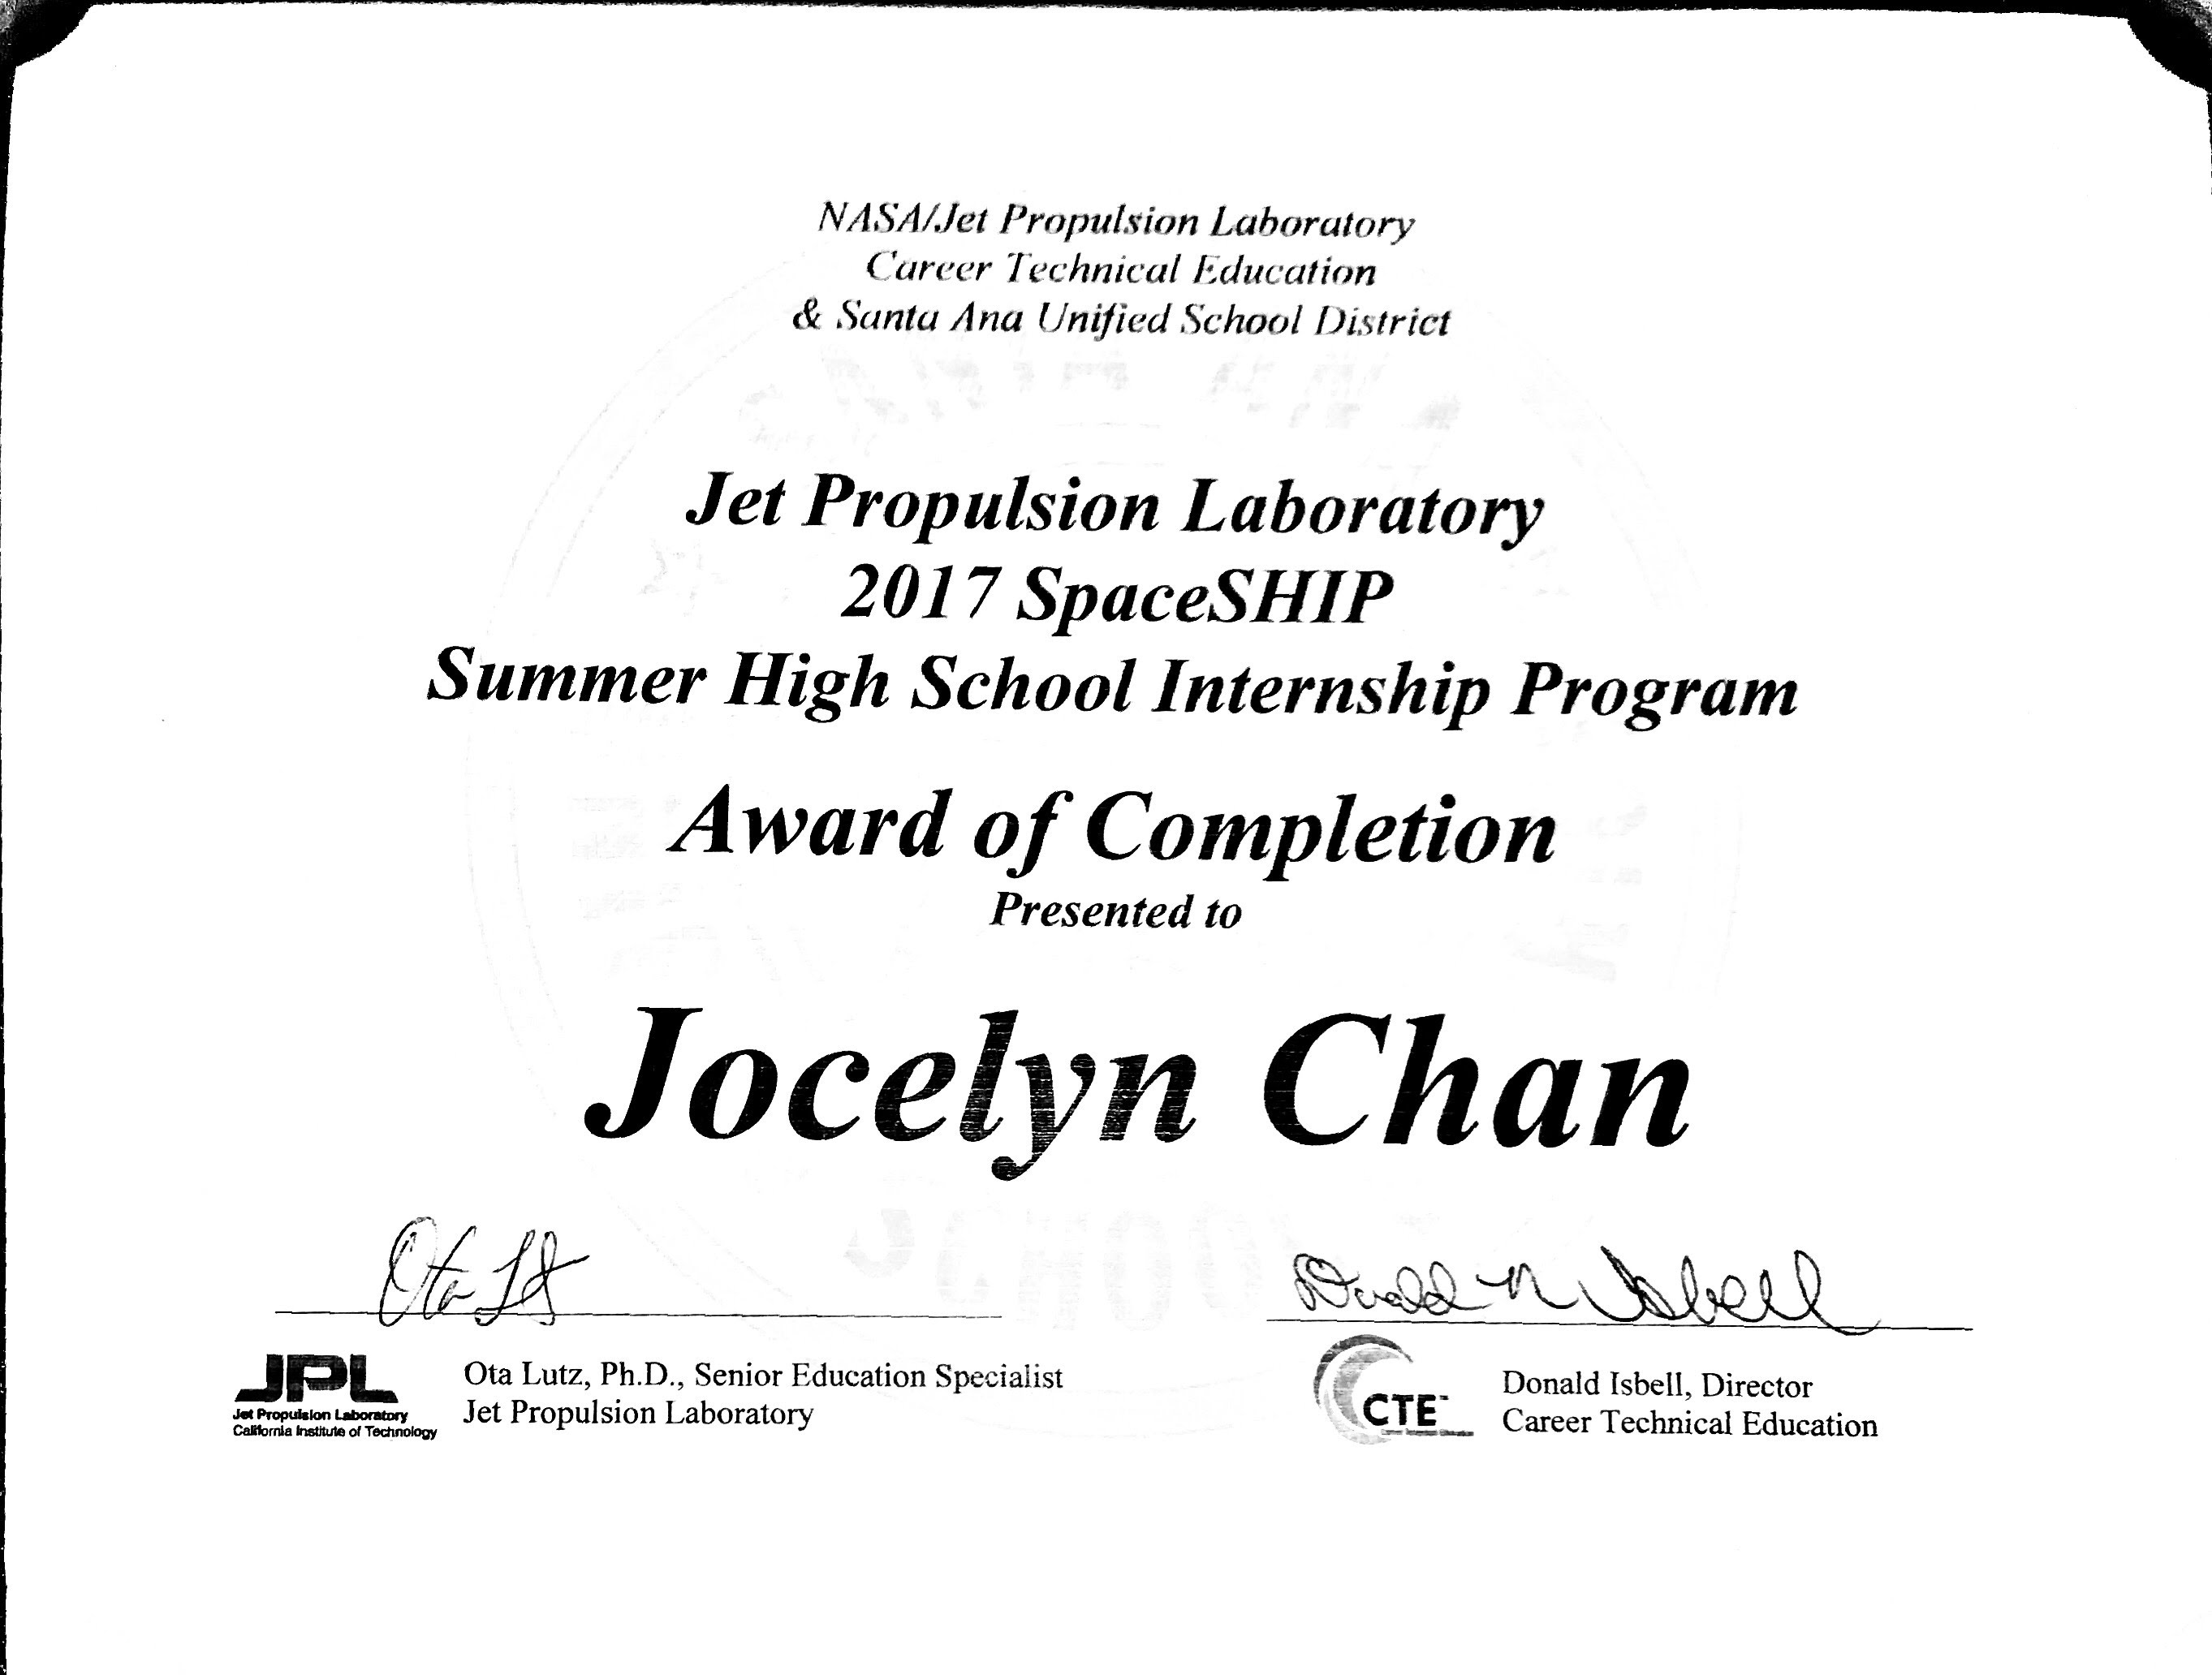 NASA/Jet Propulsion Laboratory
Career Technical Education
& Santa Ana Unified School District
Jet Propulsion Laboratory
2017 SpaceSHIP
Summer High School Internship Program
Award of Completion
Presented to
Jocelyn Chan
Ota Lutz
Donald N Isbell
JPL
Jet Propulsion Laboratory
California Institute of Technology
Ota Lutz, Ph.D., Senior Education Specialist
Jet Propulsion Laboratory
CTE™
Donald Isbell, Director
Career Technical Education